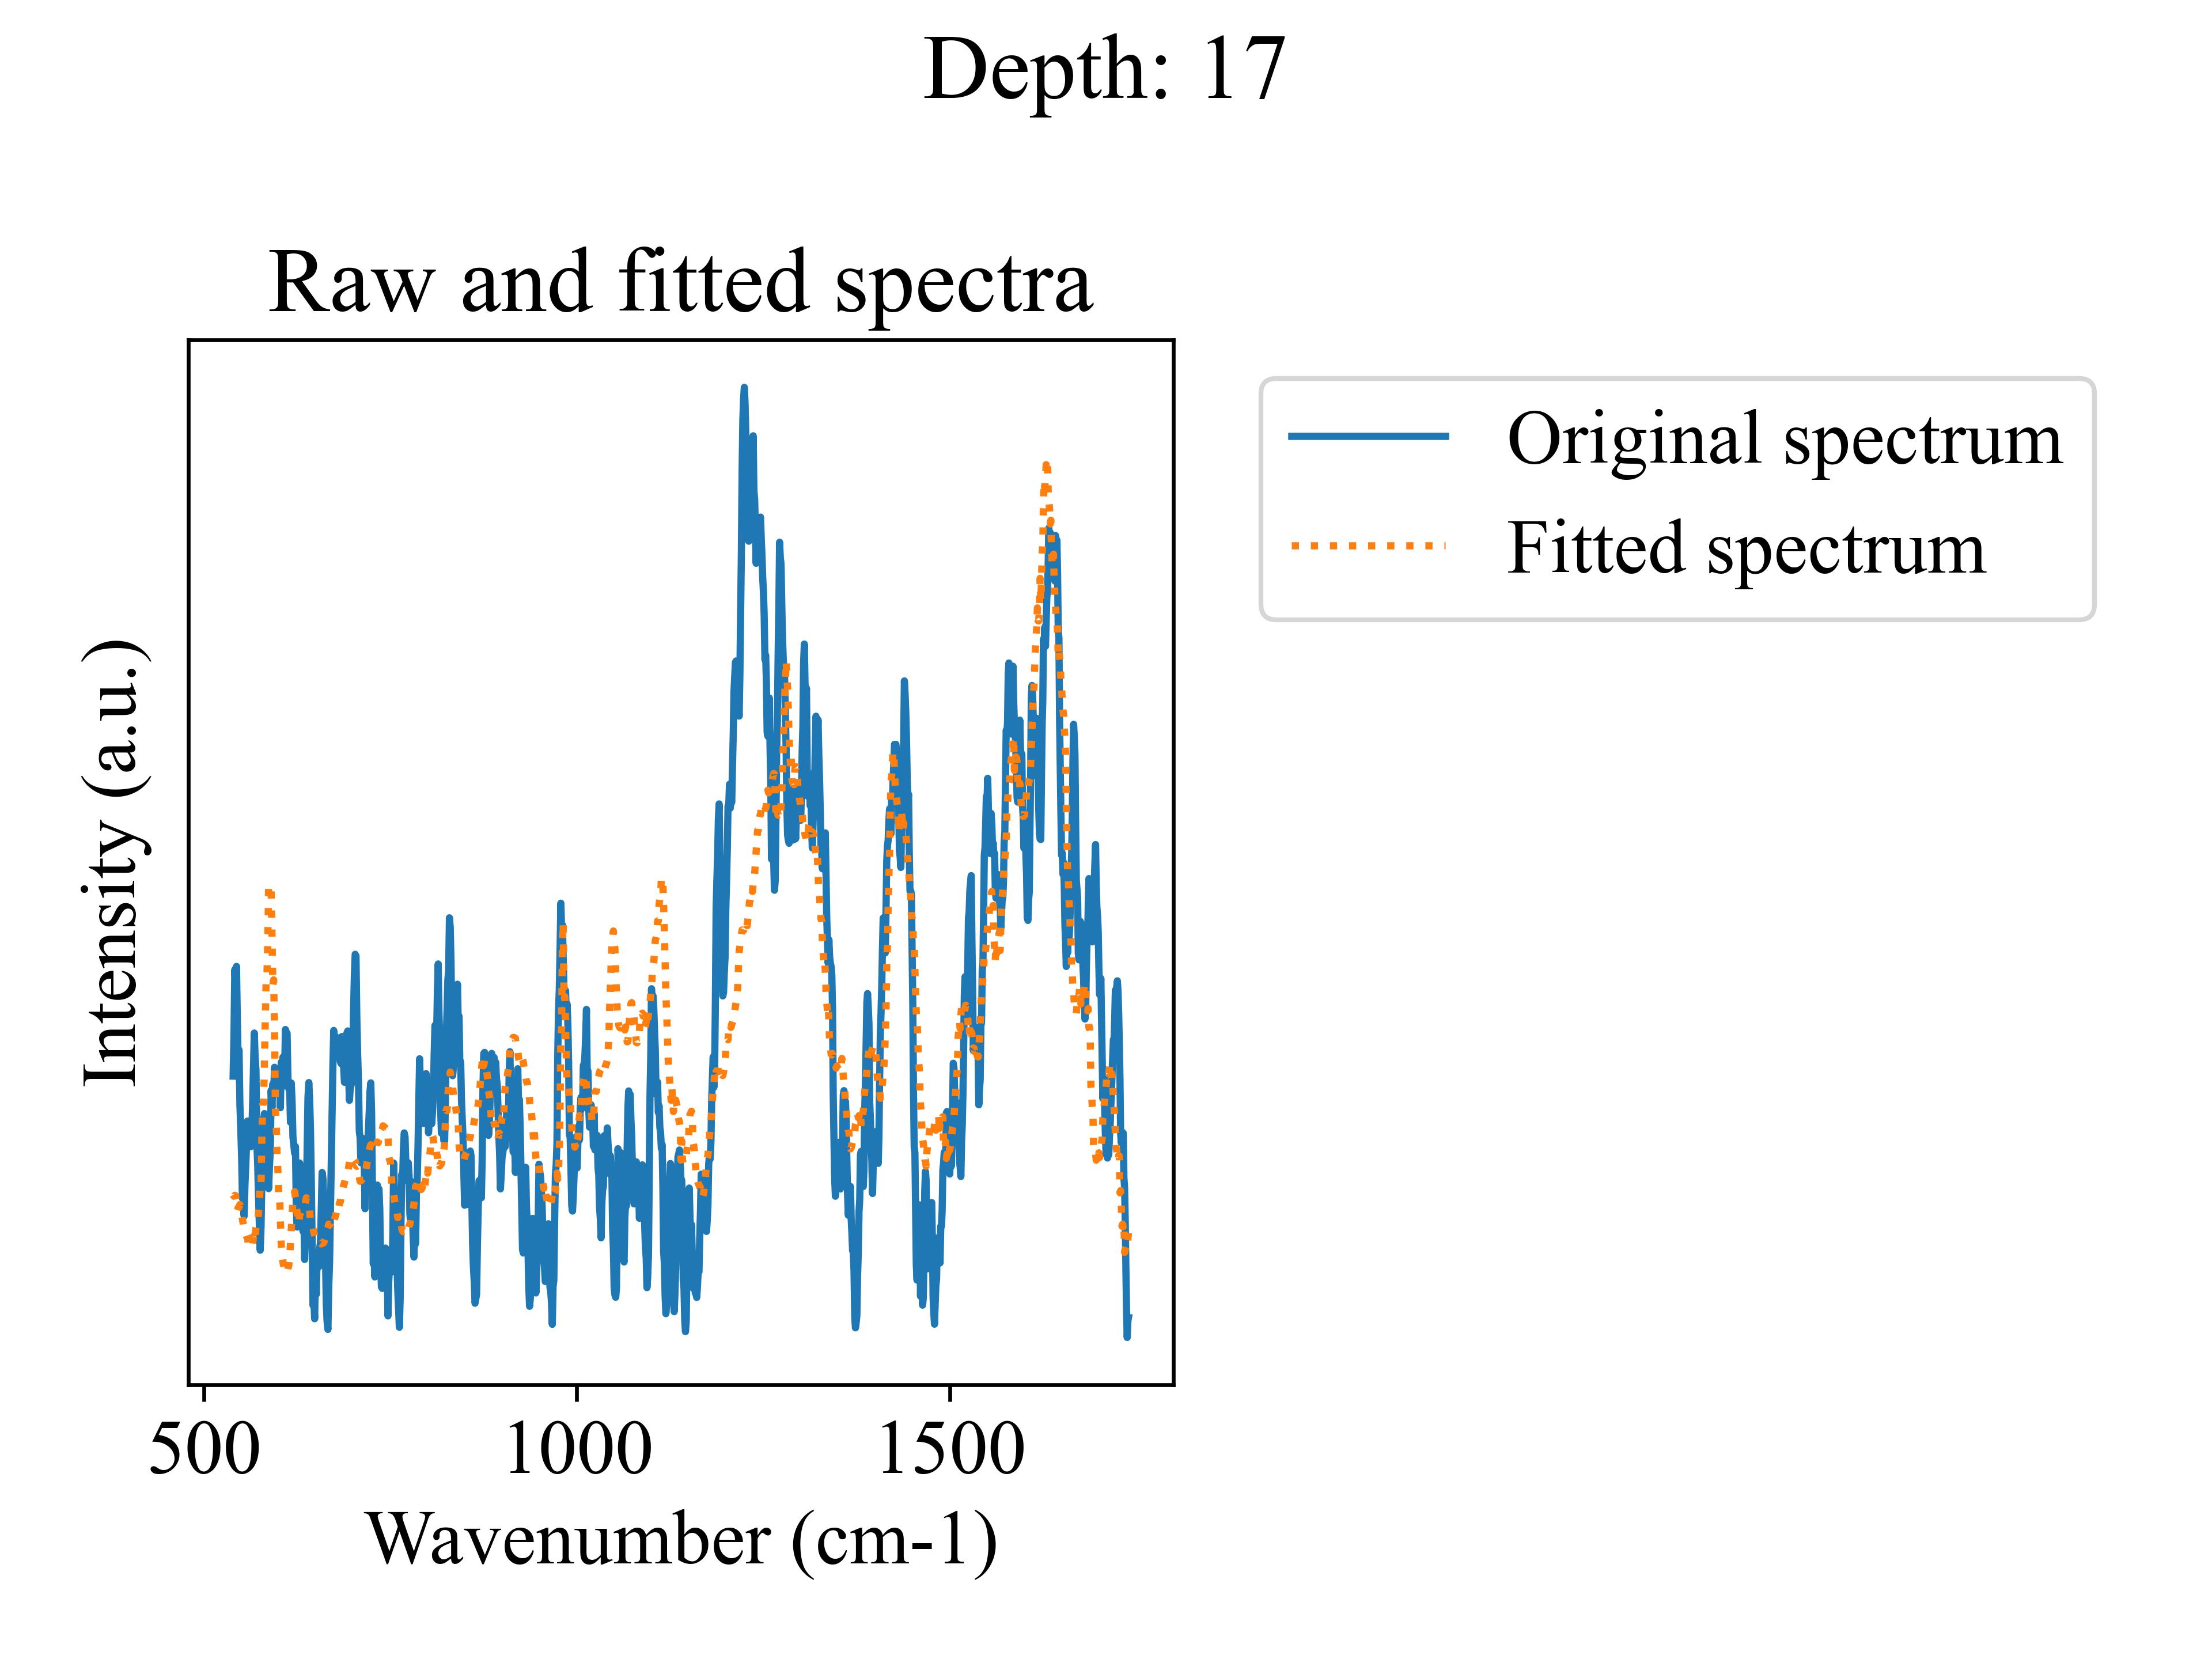 Depth: 17
Raw and fitted spectra
Original spectrum
Fitted spectrum
Intensity (a.u.)
500 1000 1500
Wavenumber (cm-1)